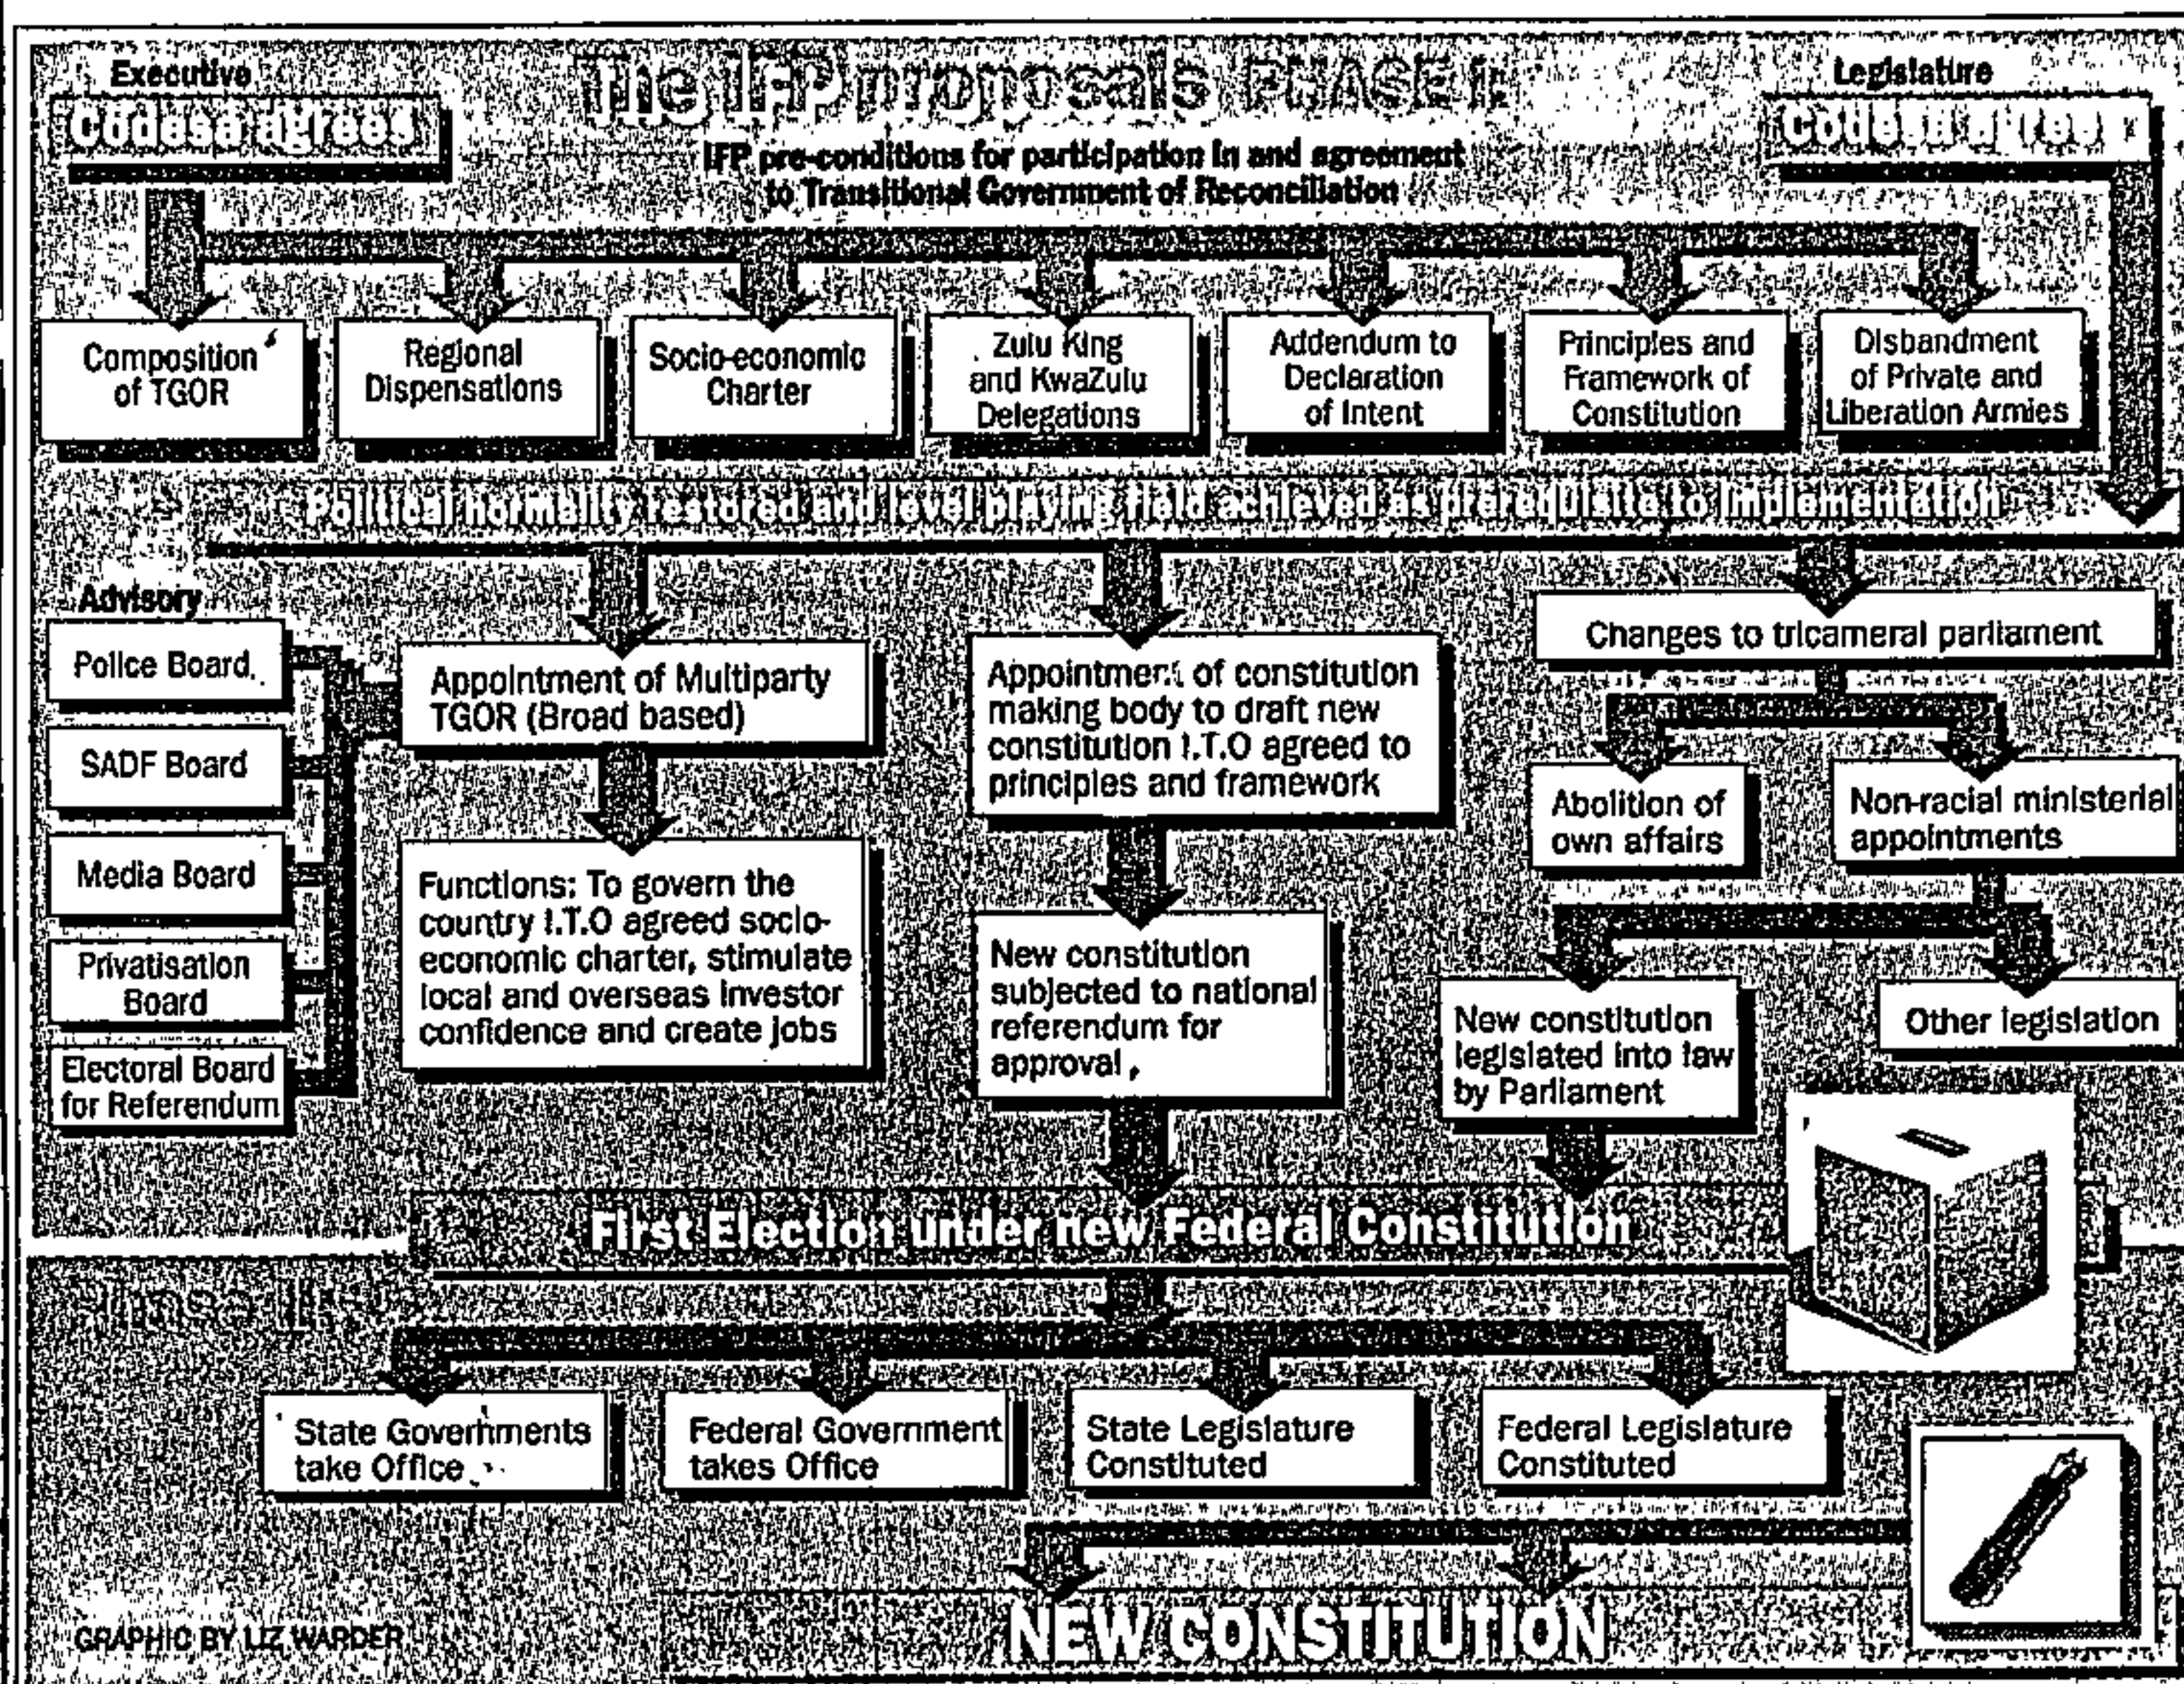 Executive
Codesa agrees
The IFP proposals PHASE I:
IFP pre-conditions for participation in and agreement
to Transitional Government of Reconciliation
Legislature
Codesa agrees
Composition
of TGOR
Regional
Dispensations
Socio-economic
Charter
Zulu King
and KwaZulu
Delegations
Addendum to
Declaration
of Intent
Principles and
Framework of
Constitution
Disbandment
of Private and
Liberation Armies
Political normality restored and level playing field achieved as prerequisite to implementation
Advisory
Police Board
SADF Board
Media Board
Privatisation
Board
Electoral Board
for Referendum
Appointment of Multiparty
TGOR (Broad based)
Functions: To govern the
country I.T.O agreed socio-
economic charter, stimulate
local and overseas investor
confidence and create jobs
Appointment of constitution
making body to draft new
constitution I.T.O agreed to
principles and framework
New constitution
subjected to national
referendum for
approval
Changes to tricameral parliament
Abolition of
own affairs
Non-racial ministerial
appointments
New constitution
legislated into law
by Parliament
Other legislation
First Election under new Federal Constitution
Phase II:
State Governments
take Office
Federal Government
takes Office
State Legislature
Constituted
Federal Legislature
Constituted
NEW CONSTITUTION
GRAPHIC BY LIZ WARDER